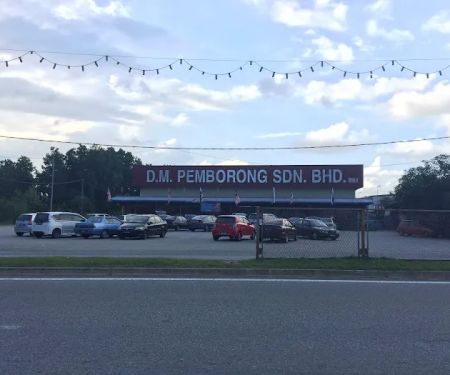 D.M. PEMBORONG SDN. BHD.